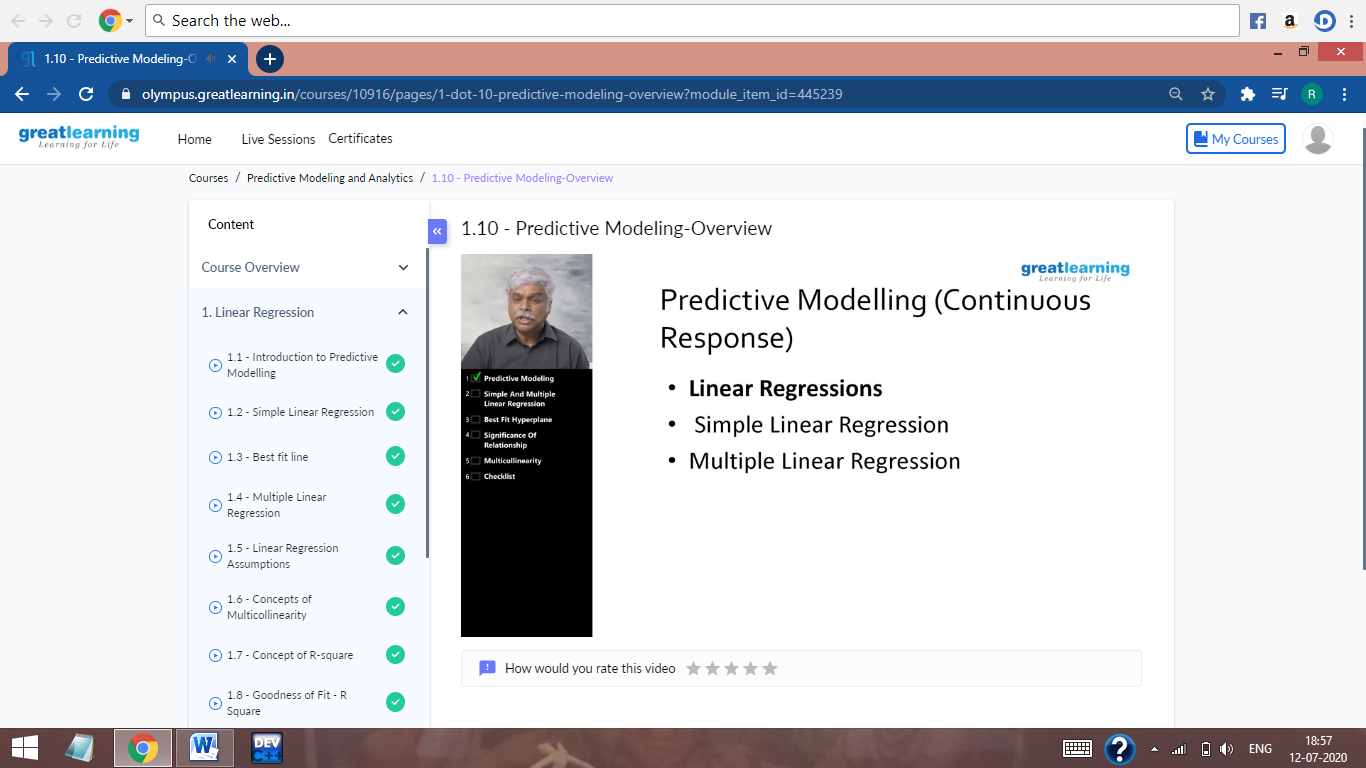 Search the web...
1.10 - Predictive Modeling-O
olympus.greatlearning.in/courses/10916/pages/1-dot-10-predictive-modeling-overview?module_item_id=445239
R
greatlearning
Learning for Life
Home
Live Sessions
Certificates
My Courses
Courses / Predictive Modeling and Analytics / 1.10 - Predictive Modeling-Overview
Content
Course Overview
1. Linear Regression
1.1 - Introduction to Predictive
Modelling
1.2 - Simple Linear Regression
1.3 - Best fit line
1.4 - Multiple Linear
Regression
1.5 - Linear Regression
Assumptions
1.6 - Concepts of
Multicollinearity
1.7 - Concept of R-square
1.8 - Goodness of Fit - R
Square
1.10 - Predictive Modeling-Overview
1 Predictive Modeling
2 Simple And Multiple
Linear Regression
3 Best Fit Hyperplane
4 Significance Of
Relationship
5 Multicollinearity
6 Checklist
greatlearning
Learning for Life
Predictive Modelling (Continuous
Response)
• Linear Regressions
• Simple Linear Regression
• Multiple Linear Regression
How would you rate this video
DEV
C++
ENG
18:57
12-07-2020